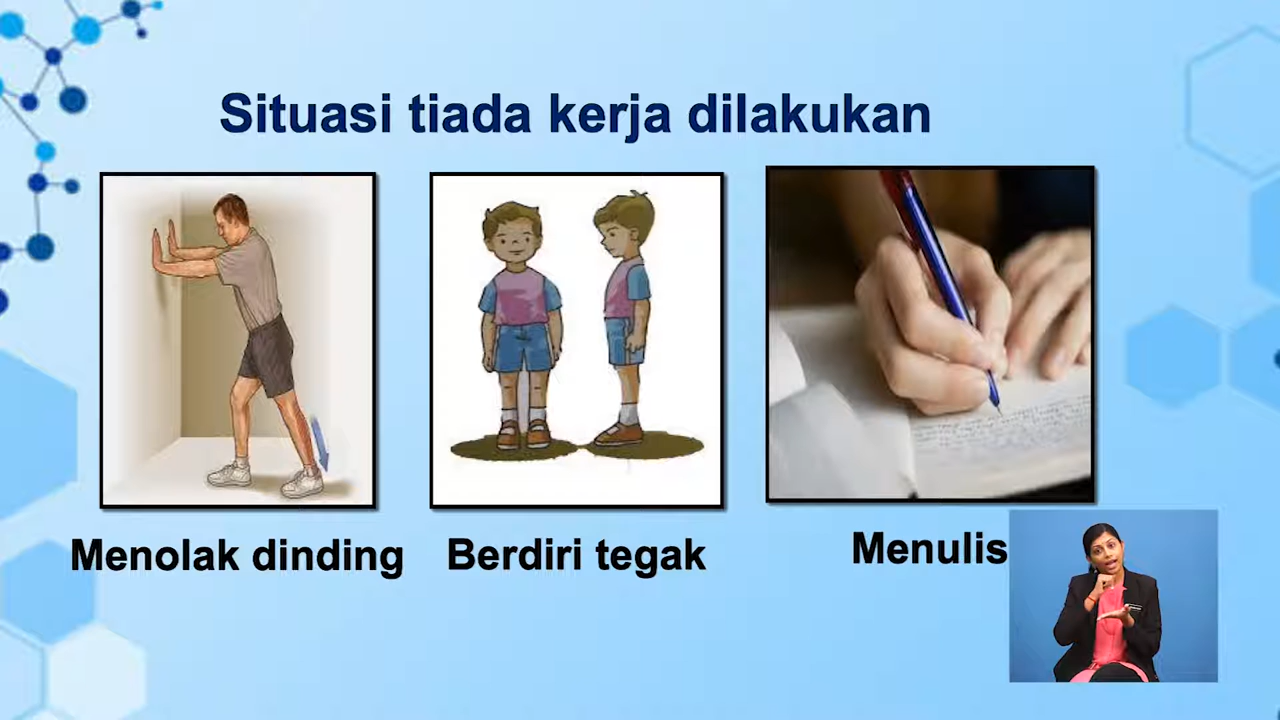 Situasi tiada kerja dilakukan
Menolak dinding
Berdiri tegak
Menulis